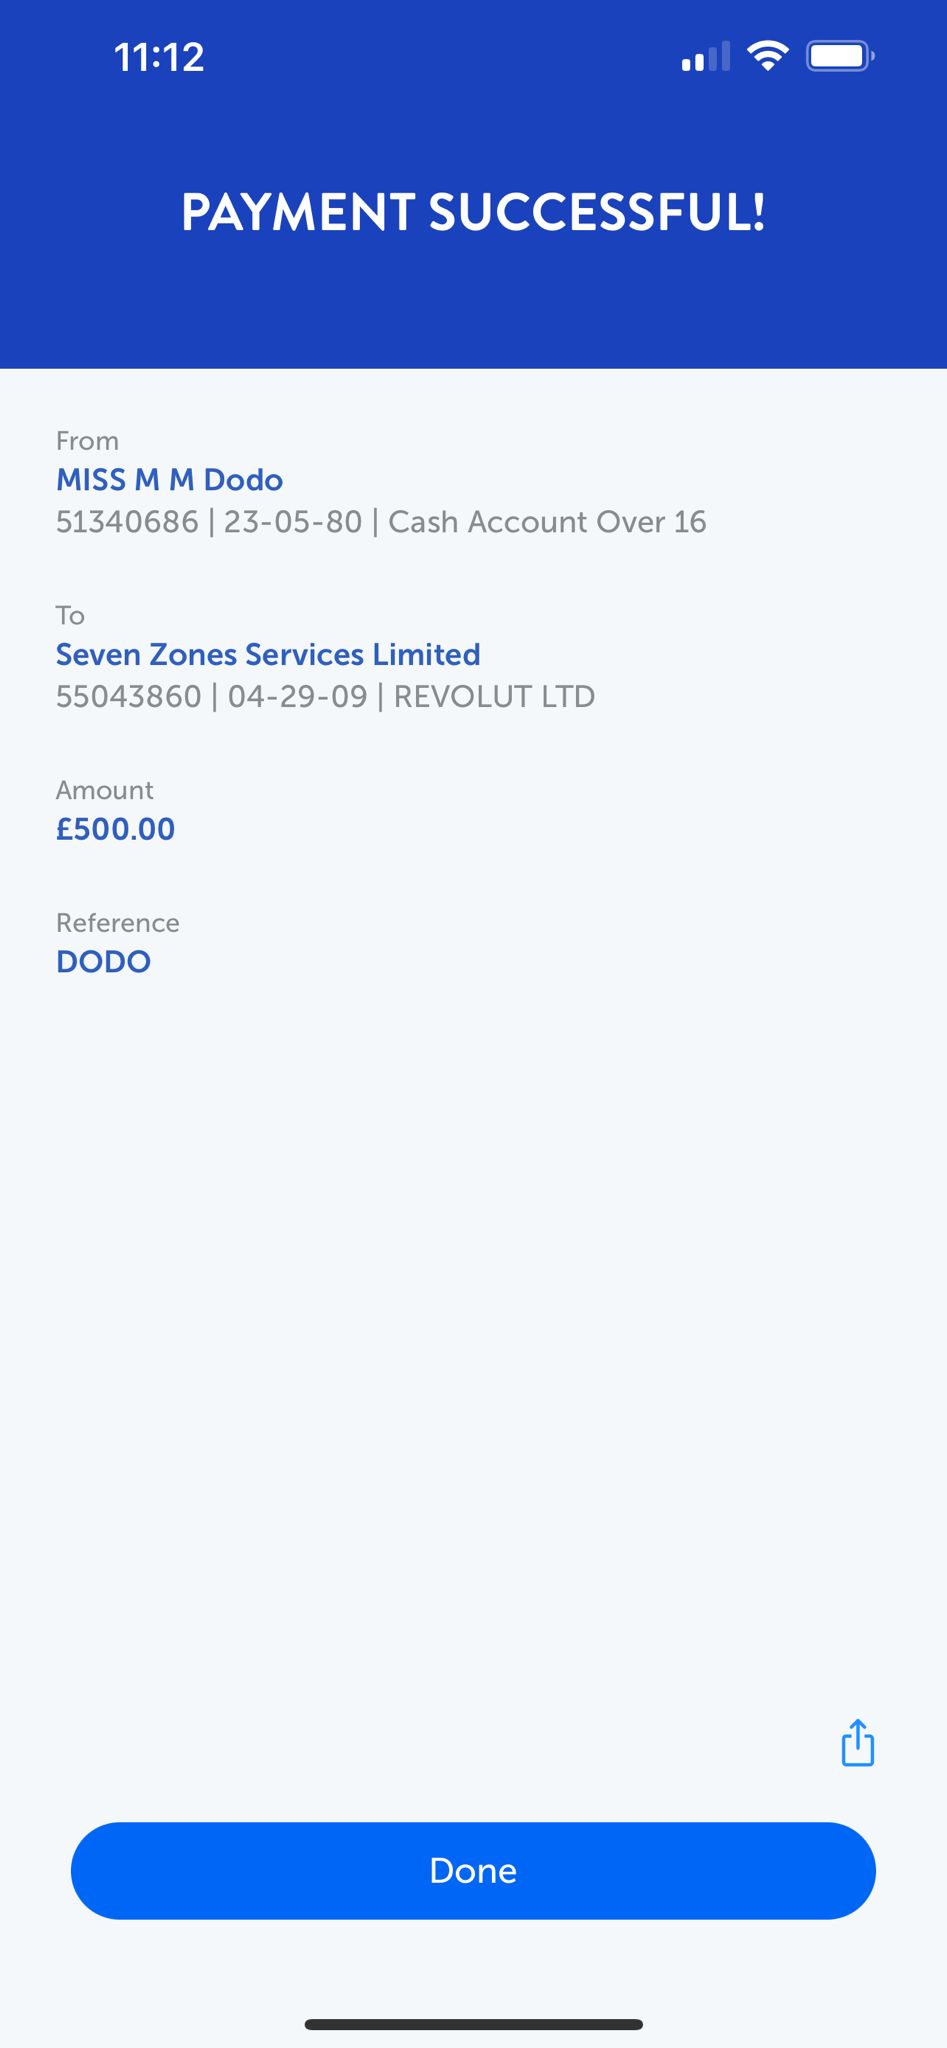 11:12
PAYMENT SUCCESSFUL!
From
MISS M M Dodo
51340686 | 23-05-80 | Cash Account Over 16
To
Seven Zones Services Limited
55043860 | 04-29-09 | REVOLUT LTD
Amount
£500.00
Reference
DODO
Done